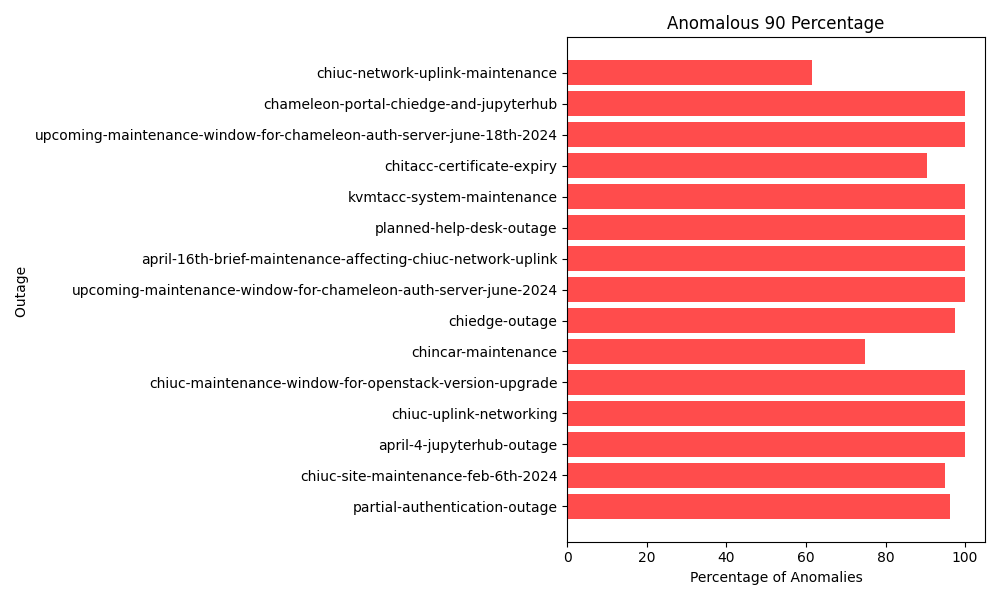 Anomalous 90 Percentage
chiuc-network-uplink-maintenance
chameleon-portal-chiedge-and-jupyterhub
upcoming-maintenance-window-for-chameleon-auth-server-june-18th-2024
chitacc-certificate-expiry
kvmtacc-system-maintenance
planned-help-desk-outage
april-16th-brief-maintenance-affecting-chiuc-network-uplink
upcoming-maintenance-window-for-chameleon-auth-server-june-2024
chiedge-outage
chincar-maintenance
chiuc-maintenance-window-for-openstack-version-upgrade
chiuc-uplink-networking
april-4-jupyterhub-outage
chiuc-site-maintenance-feb-6th-2024
partial-authentication-outage
Outage
0 20 40 60 80 100
Percentage of Anomalies